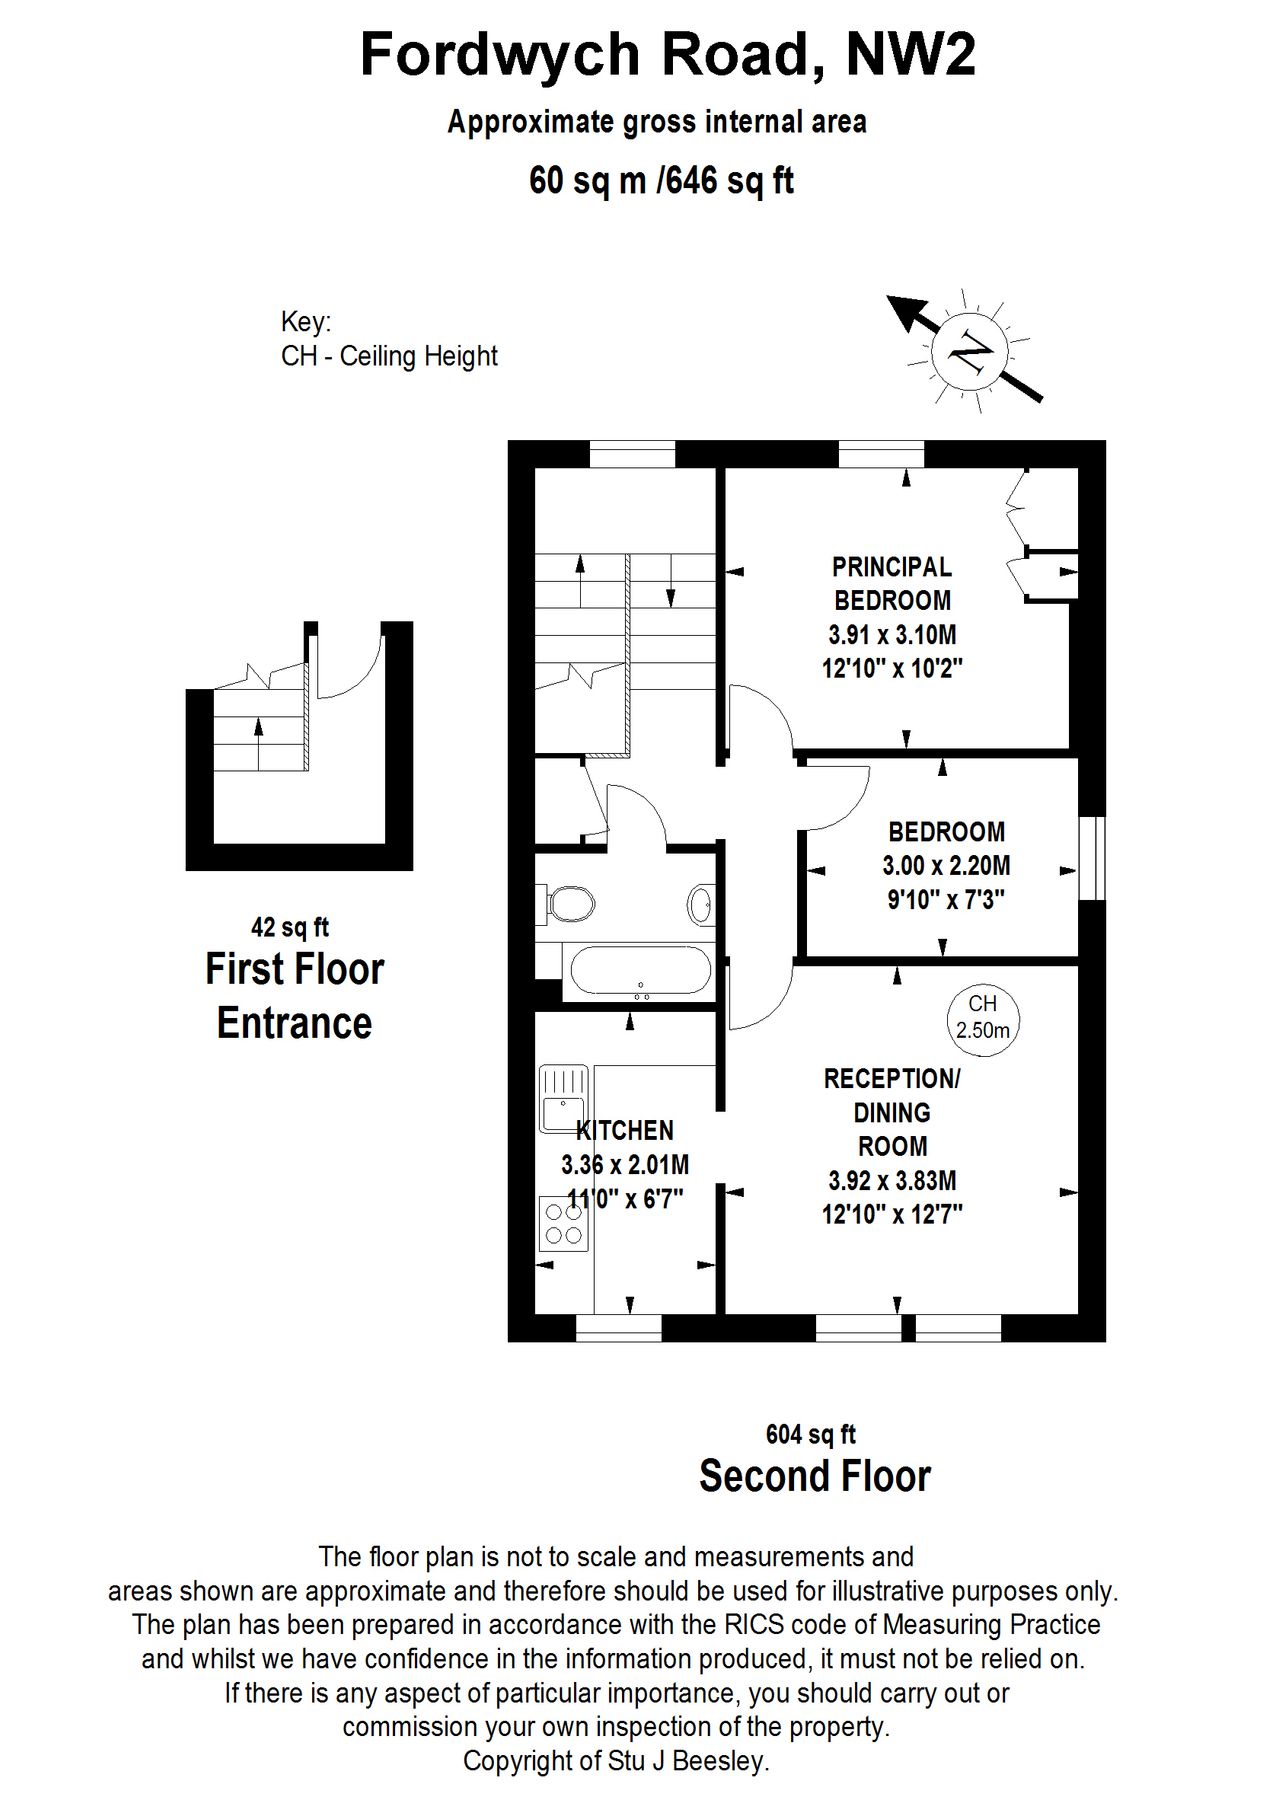 Fordwych Road, NW2
Approximate gross internal area
60 sq m /646 sq ft
Key:
CH - Ceiling Height
N
PRINCIPAL
BEDROOM
3.91 x 3.10M
12'10" x 10'2"
BEDROOM
3.00 x 2.20M
9'10" x 7'3"
42 sq ft
First Floor
Entrance
CH
2.50m
RECEPTION/
DINING
ROOM
3.92 x 3.83M
12'10" x 12'7"
KITCHEN
3.36 x 2.01M
11'0" x 6'7"
604 sq ft
Second Floor
The floor plan is not to scale and measurements and
areas shown are approximate and therefore should be used for illustrative purposes only.
The plan has been prepared in accordance with the RICS code of Measuring Practice
and whilst we have confidence in the information produced, it must not be relied on.
If there is any aspect of particular importance, you should carry out or
commission your own inspection of the property.
Copyright of Stu J Beesley.